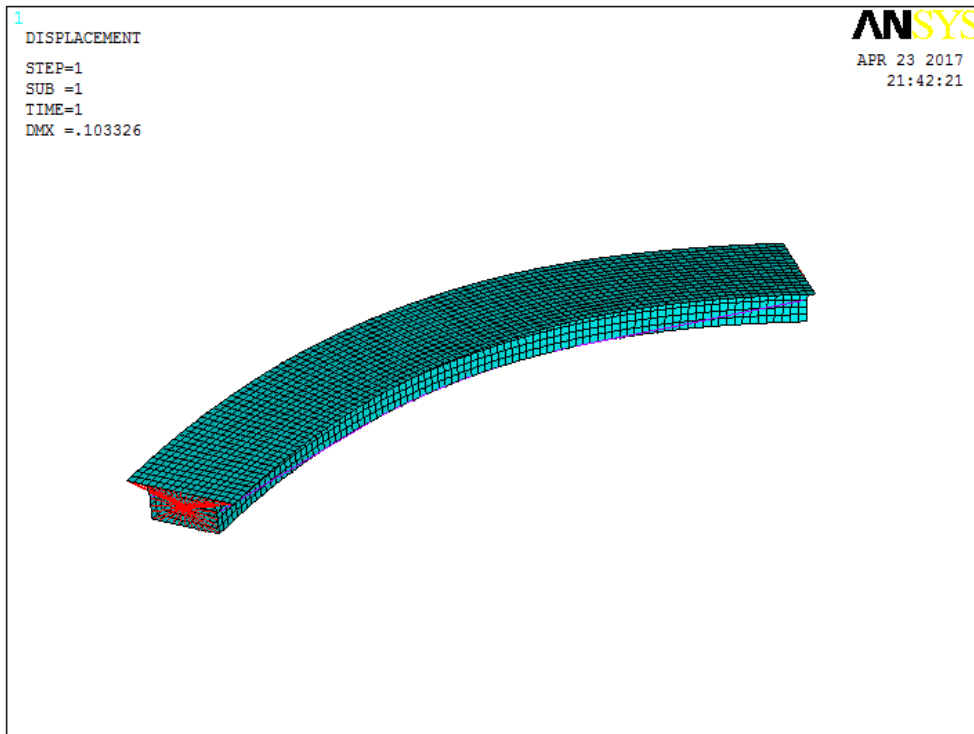 1
DISPLACEMENT
STEP=1
SUB =1
TIME=1
DMX =.103326
ANSYS
APR 23 2017
21:42:21